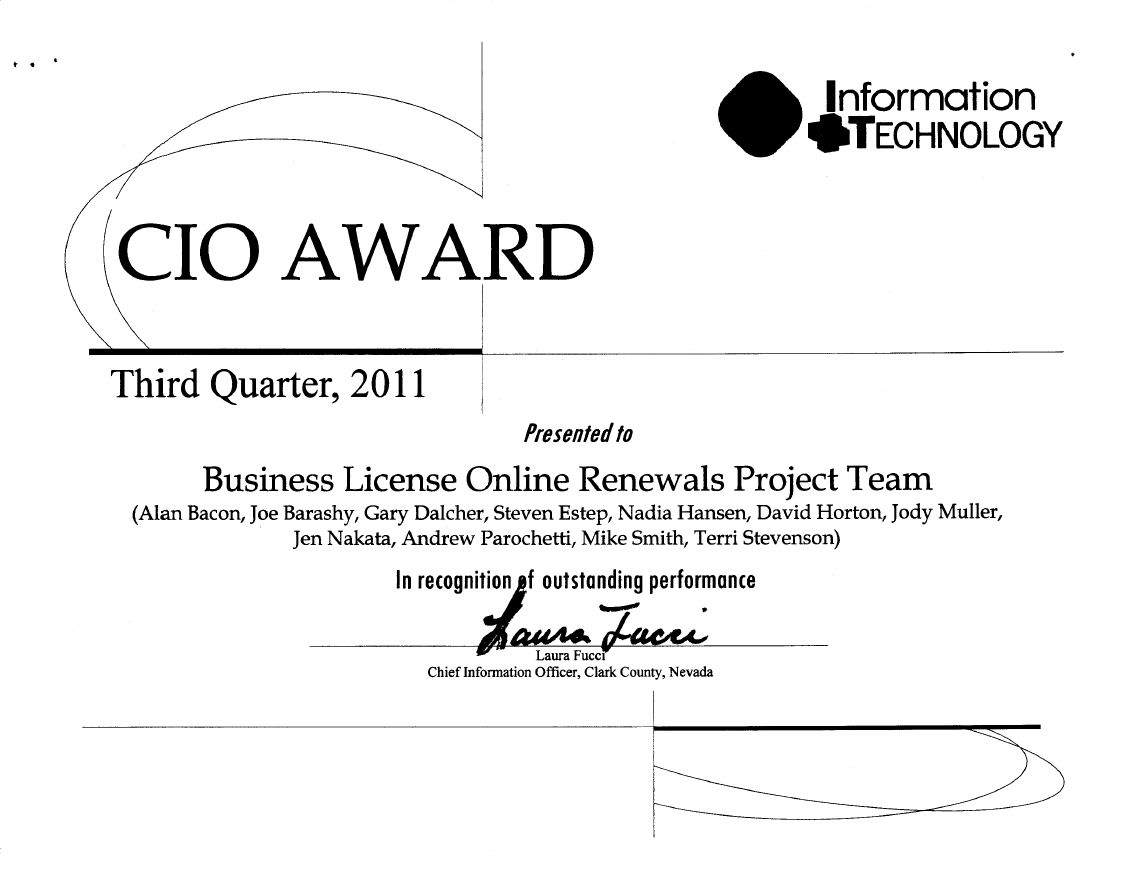 Information
TECHNOLOGY
CIO AWARD
Third Quarter, 2011
Presented to
Business License Online Renewals Project Team
(Alan Bacon, Joe Barashy, Gary Dalcher, Steven Estep, Nadia Hansen, David Horton, Jody Muller,
Jen Nakata, Andrew Parochetti, Mike Smith, Terri Stevenson)
In recognition of outstanding performance
Laura Fucci
Laura Fucci
Chief Information Officer, Clark County, Nevada